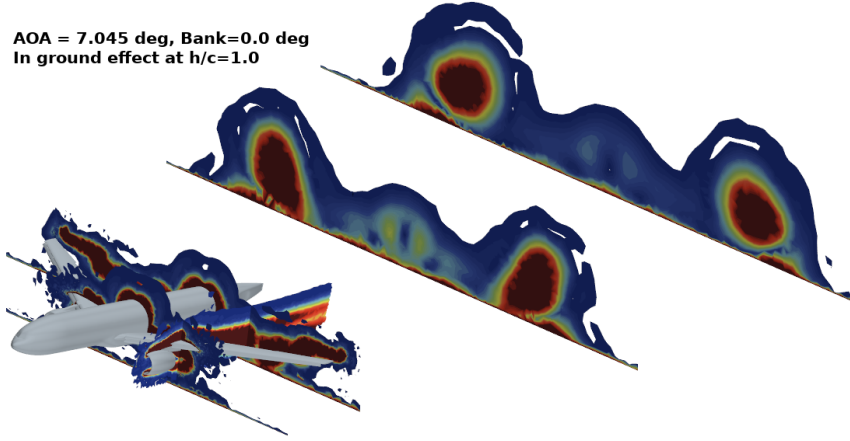 AOA = 7.045 deg, Bank=0.0 deg
In ground effect at h/c=1.0